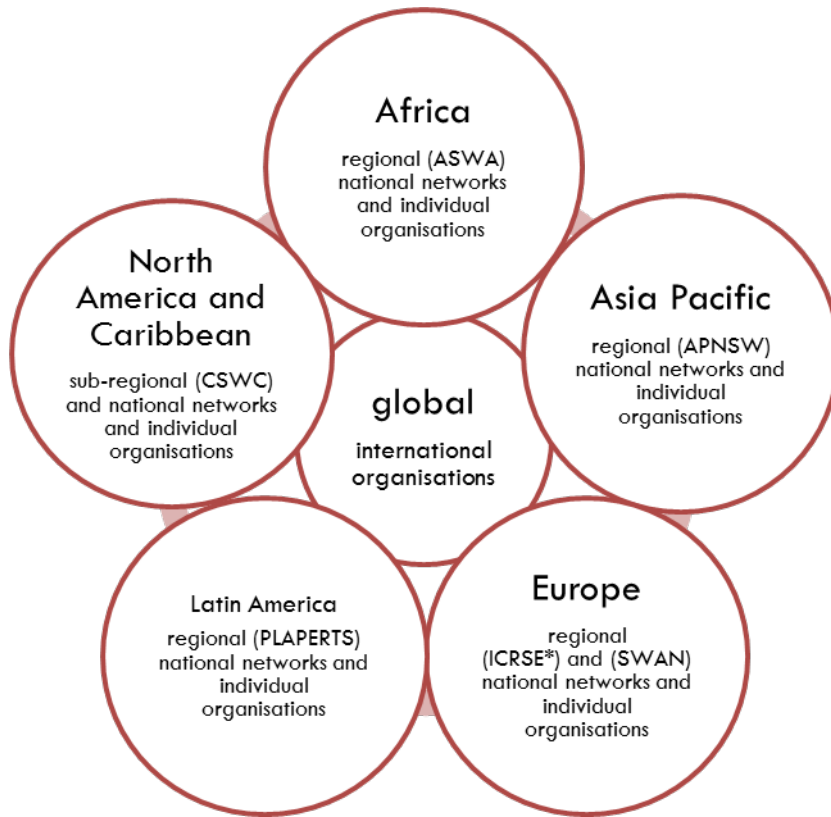 Africa
regional (ASWA)
national networks
and individual
organisations
North
America and
Caribbean
sub-regional (CSWC)
and national networks
and individual
organisations
Asia Pacific
regional (APNSW)
national networks and
individual
organisations
global
international
organisations
Latin America
regional (PLAPERTS)
national networks and
individual
organisations
Europe
regional
(ICRSE*) and (SWAN)
national networks and
individual
organisations